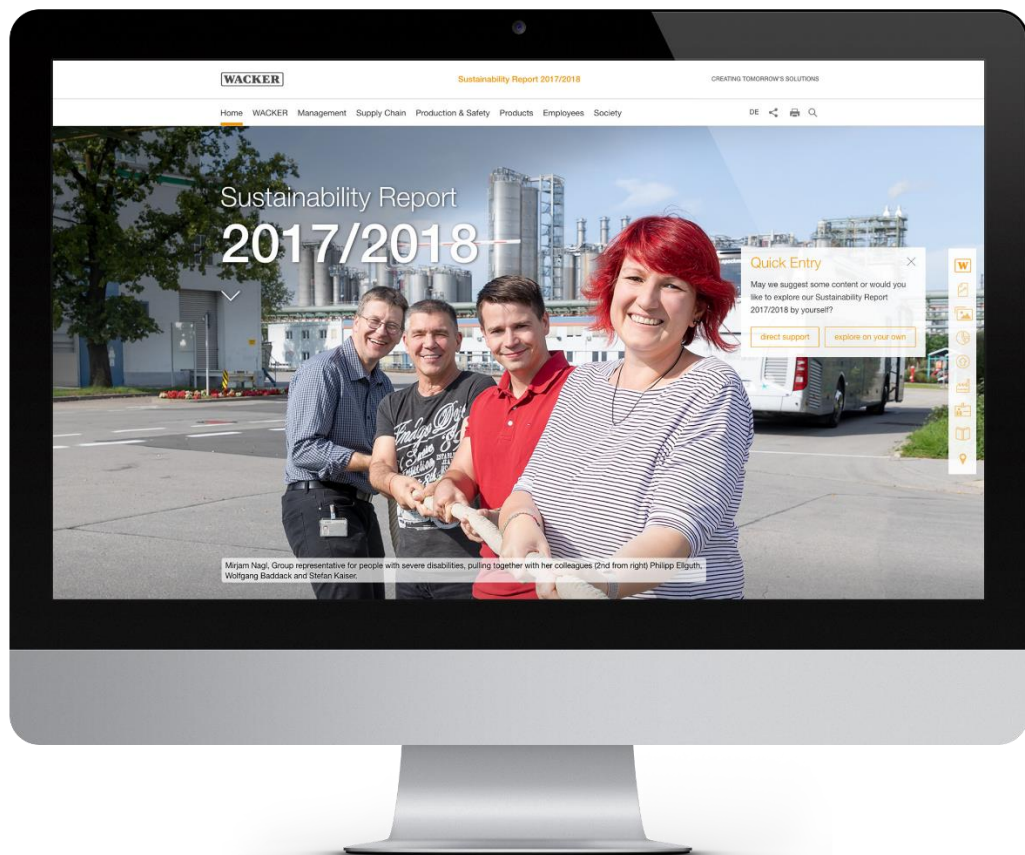 WACKER
Sustainability Report 2017/2018
CREATING TOMORROW'S SOLUTIONS
Home WACKER Management Supply Chain Production & Safety Products Employees Society
DE
Sustainability Report
2017/2018
Quick Entry
May we suggest some content or would you
like to explore our Sustainability Report
2017/2018 by yourself?
direct support
explore on your own
W
Mirjam Nagl, Group representative for people with severe disabilities, pulling together with her colleagues (2nd from right) Philipp Ellguth,
Wolfgang Baddack and Stefan Kaiser.